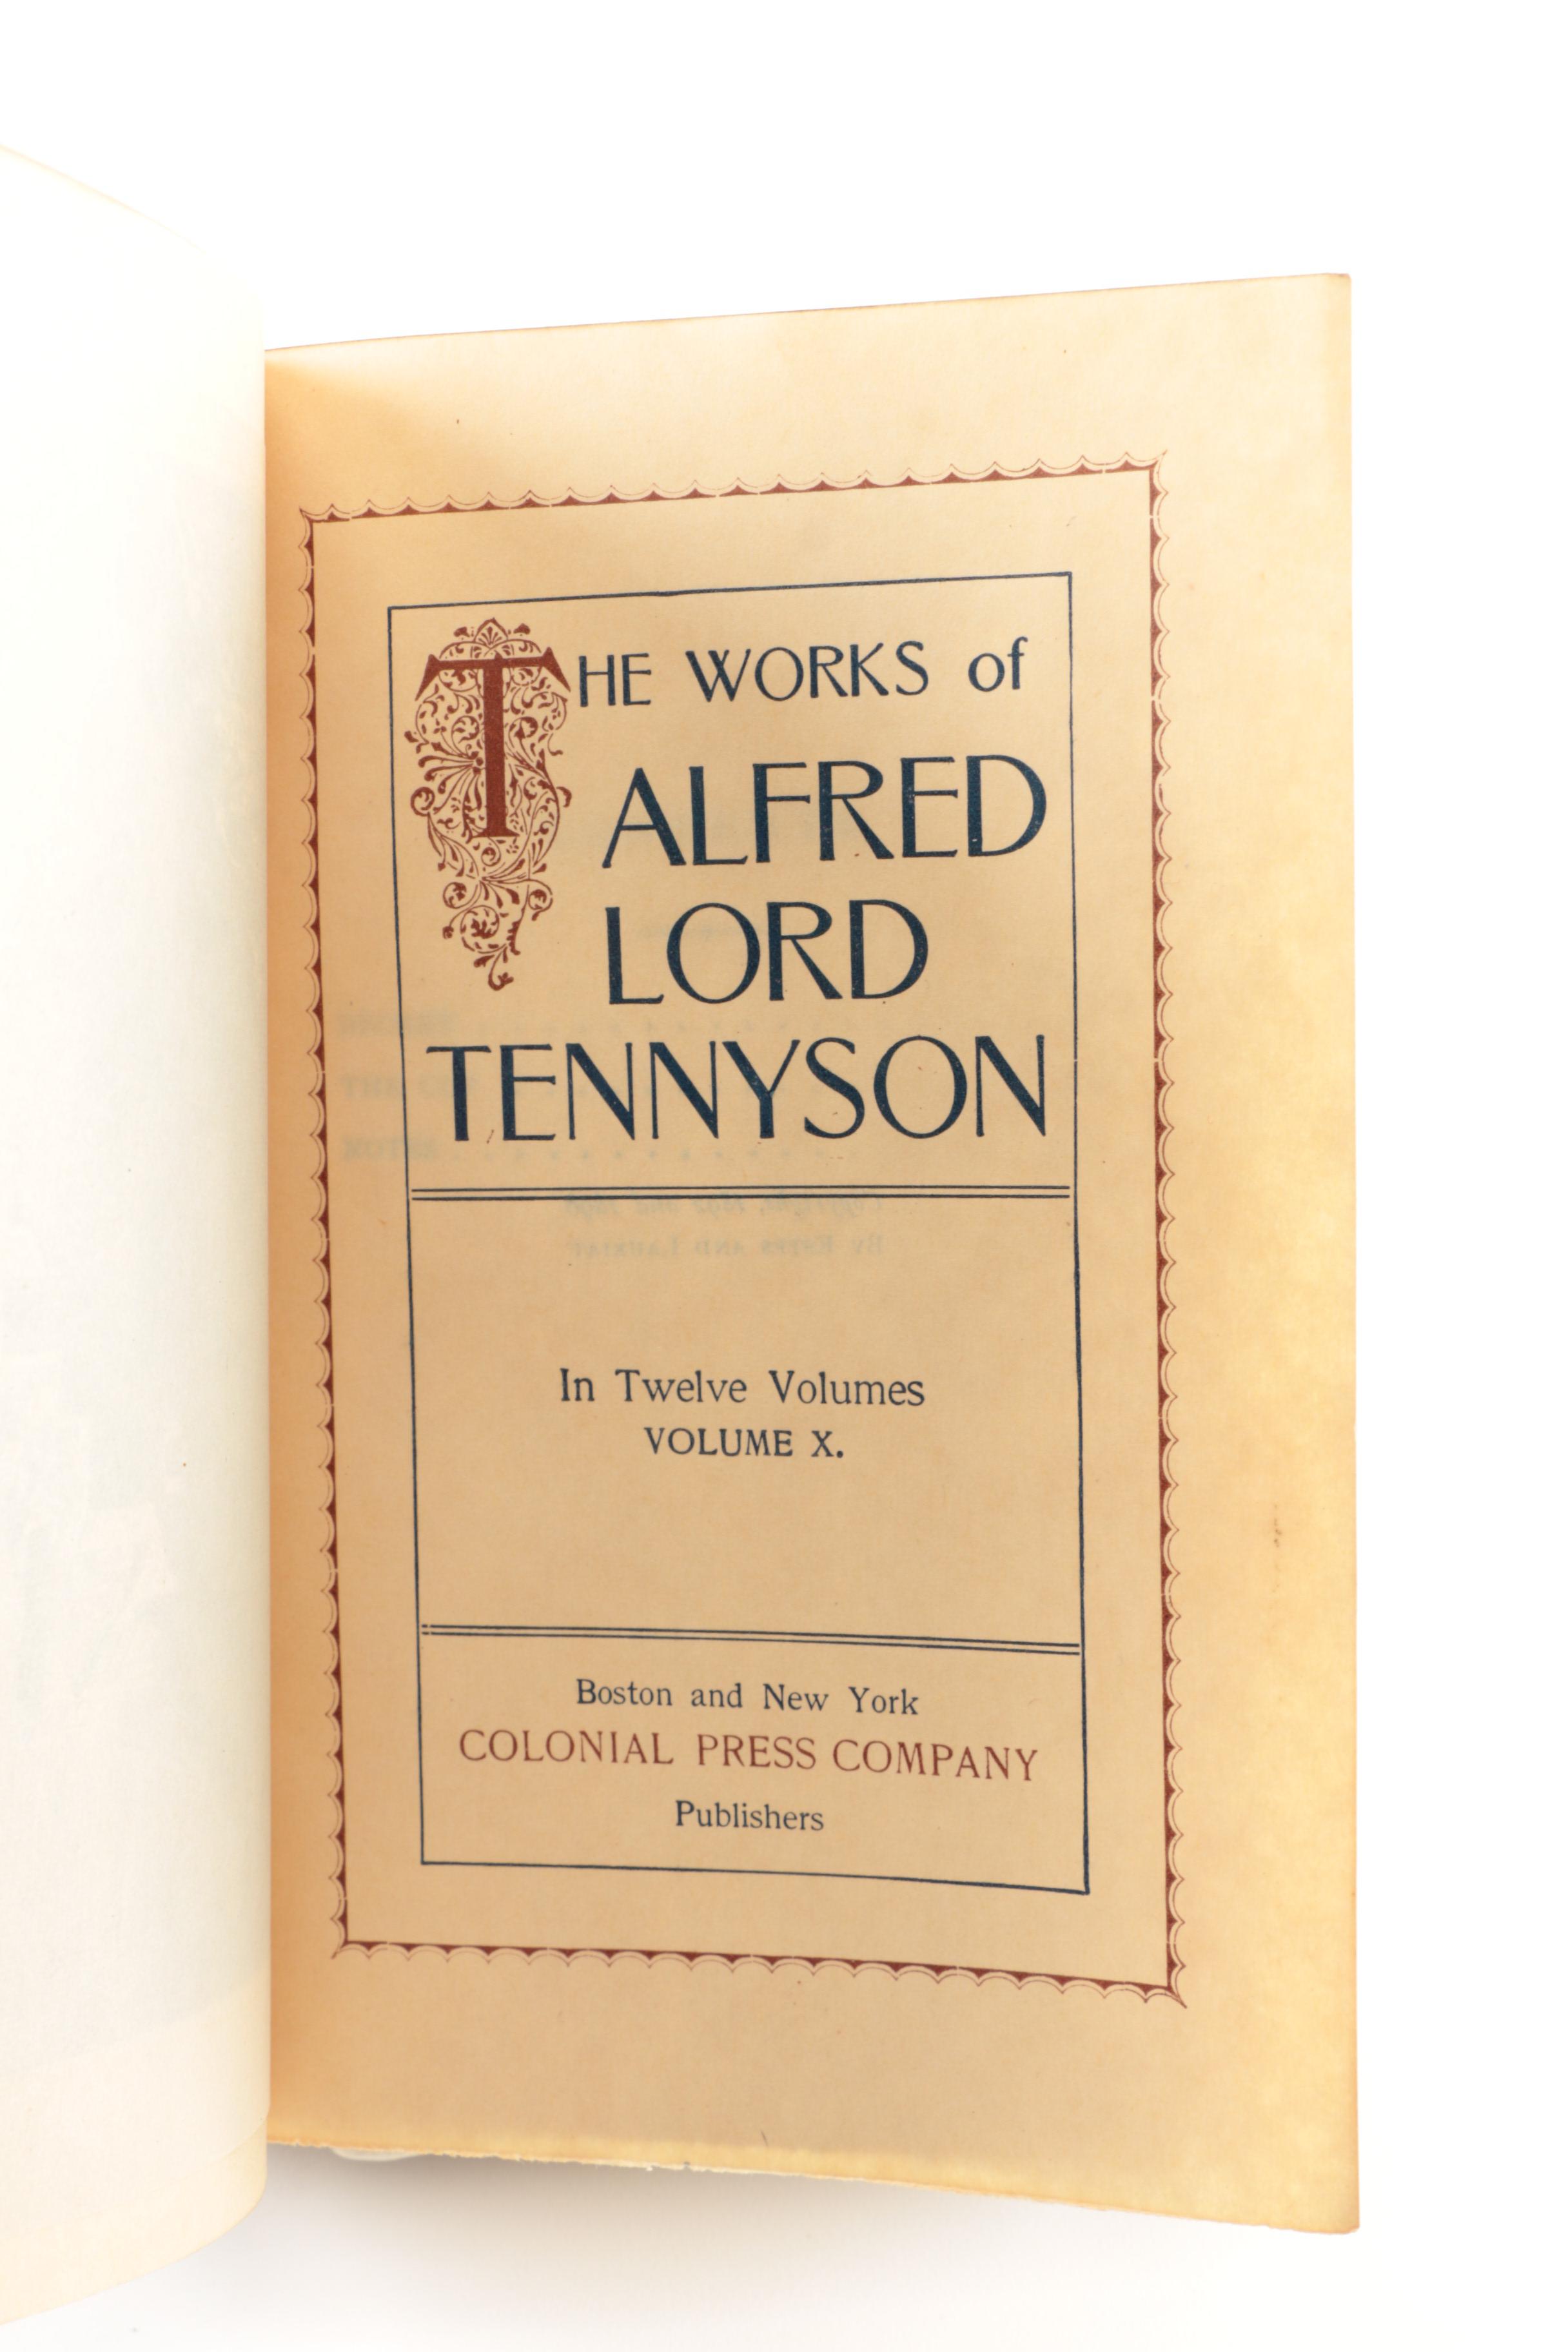 THE WORKS of
ALFRED
LORD
TENNYSON
In Twelve Volumes
VOLUME X.
Boston and New York
COLONIAL PRESS COMPANY
Publishers